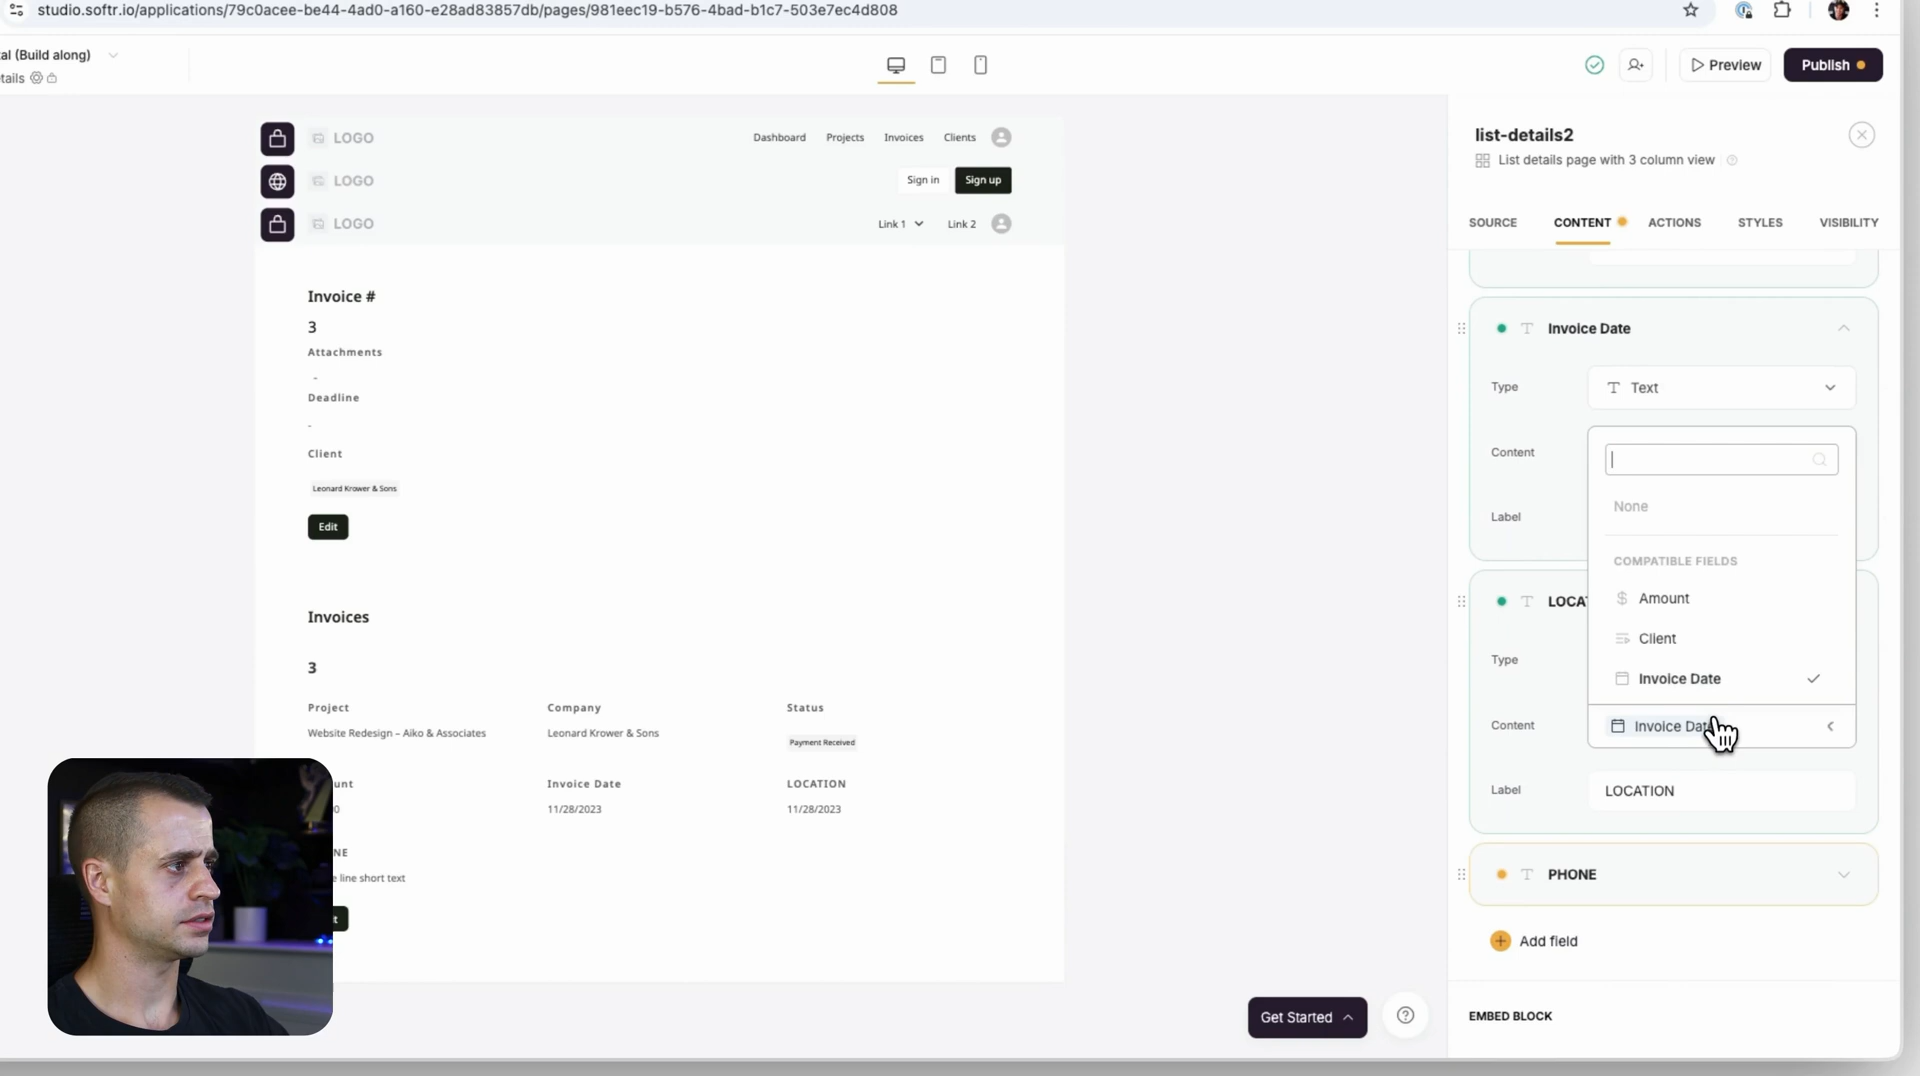 studio.softr.io/applications/79c0acee-be44-4ad0-a160-e28ad83857db/pages/981eec19-b576-4bad-b1c7-503e7ec4d808
al (Build along)
etails
Preview
Publish
LOGO
Dashboard
Projects
Invoices
Clients
LOGO
Sign in
Sign up
LOGO
Link 1
Link 2
Invoice #
3
Attachments
-
Deadline
-
Client
Leonard Krower & Sons
Edit
Invoices
3
Project
Company
Status
Website Redesign – Aiko & Associates
Leonard Krower & Sons
Payment Received
unt
Invoice Date
LOCATION
0
11/28/2023
11/28/2023
NE
line short text
t
Get Started
list-details2
List details page with 3 column view
SOURCE
CONTENT
ACTIONS
STYLES
VISIBILITY
Invoice Date
Type
Text
Content
None
Label
COMPATIBLE FIELDS
Amount
LOCAT
Client
Type
Invoice Date
Content
Invoice Dat
Label
LOCATION
PHONE
Add field
EMBED BLOCK